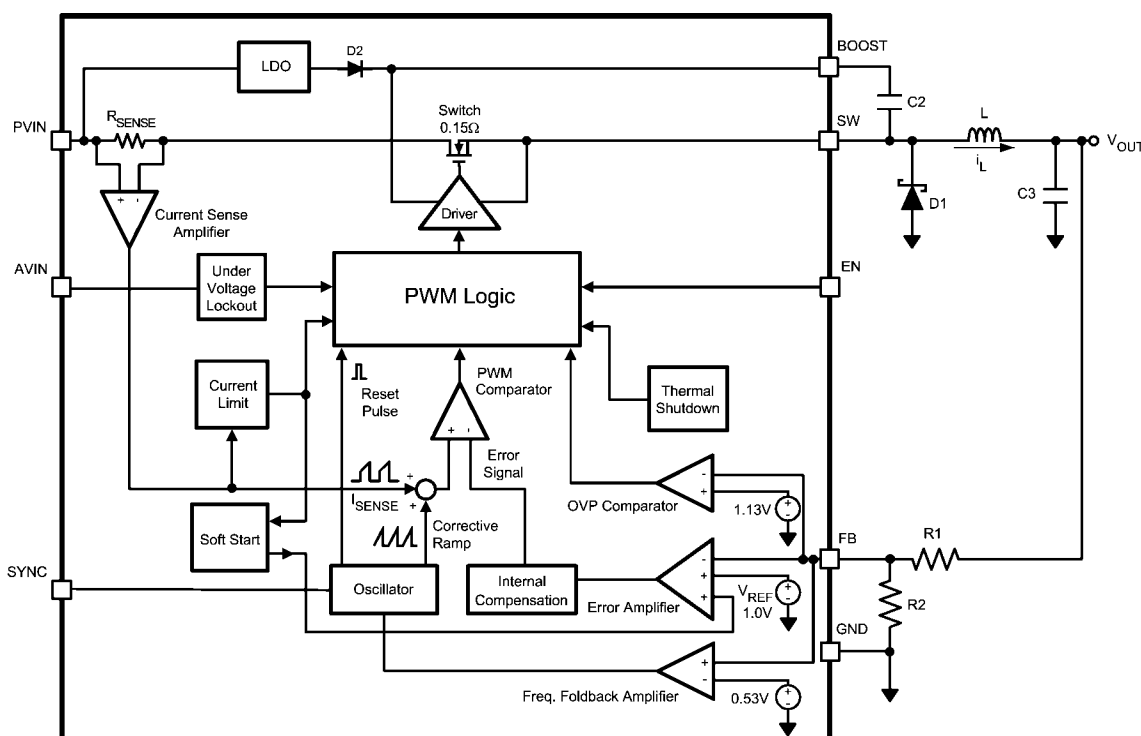 BOOST
D2
LDO
C2
RSENSE
Switch
0.15Ω
PVIN
SW
L
VOUT
iL
+ -
Current Sense
Amplifier
Driver
D1
C3
AVIN
EN
Under
Voltage
Lockout
PWM Logic
Current
Limit
Reset
Pulse
PWM
Comparator
Thermal
Shutdown
+ -
Error
Signal
ISENSE
+
+
-
+
+
-
OVP Comparator
1.13V
Soft Start
Corrective
Ramp
FB
R1
SYNC
Oscillator
Internal
Compensation
-
+
+
+
-
Error Amplifier
VREF
1.0V
R2
GND
+
-
+
-
Freq. Foldback Amplifier
0.53V